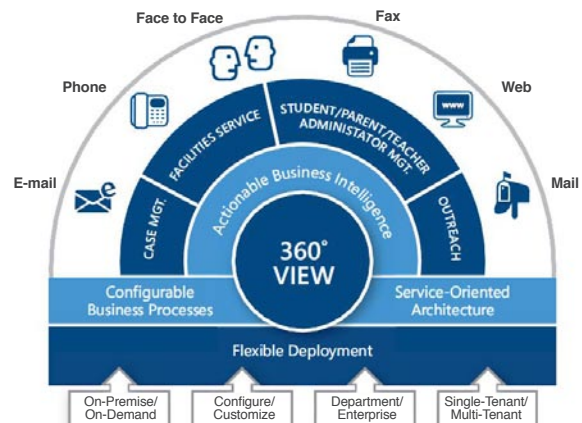 Face to Face
Fax
Phone
Web
E-mail
Mail
www
CASE MGT.
FACILITIES SERVICE
STUDENT/PARENT/TEACHER
ADMINISTATOR MGT.
OUTREACH
Actionable Business Intelligence
360°
VIEW
Configurable
Business Processes
Service-Oriented
Architecture
Flexible Deployment
On-Premise/
On-Demand
Configure/
Customize
Department/
Enterprise
Single-Tenant/
Multi-Tenant